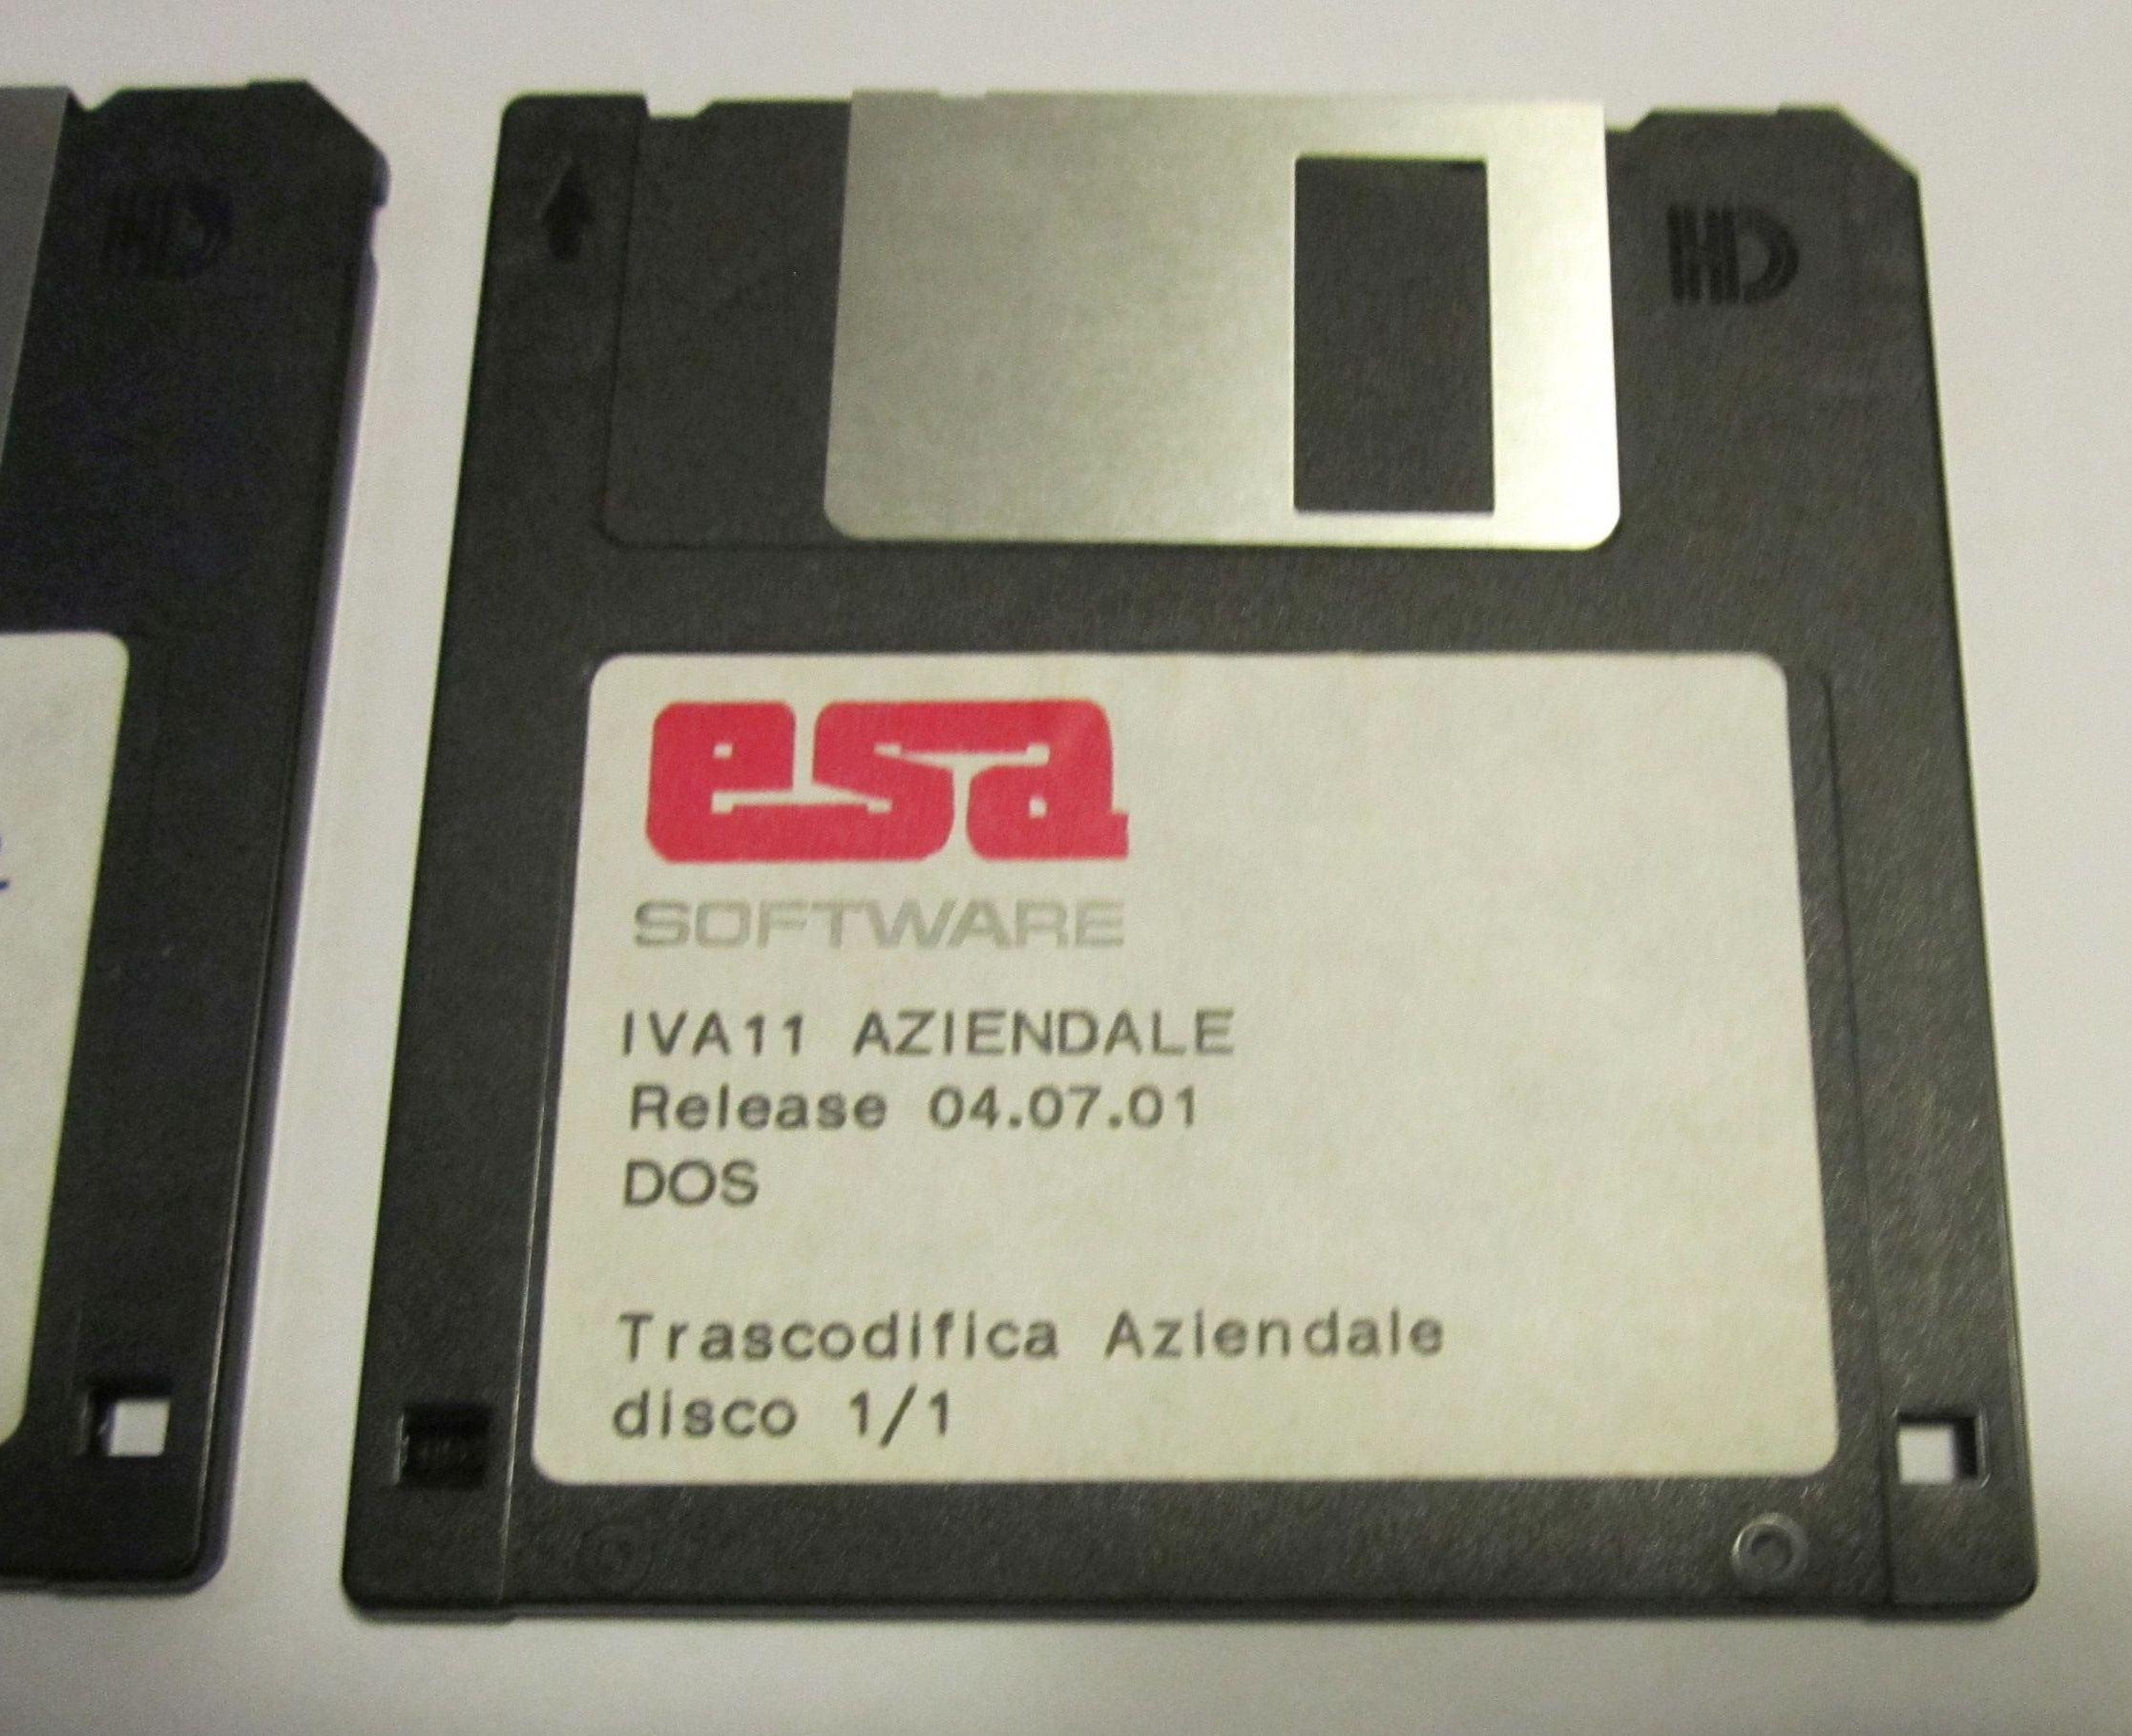 HD
HD
esa
SOFTWARE
IVA11 AZIENDALE
Release 04.07.01
DOS
Trascodifica Aziendale
disco 1/1